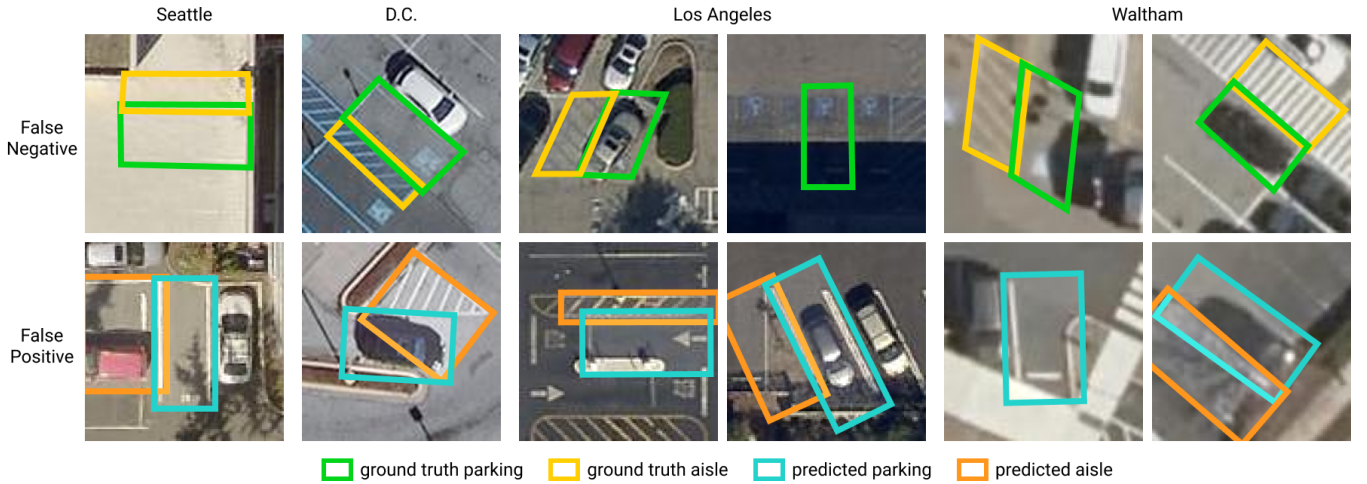 Seattle
D.C.
Los Angeles
Waltham
False
Negative
False
Positive
ground truth parking
ground truth aisle
predicted parking
predicted aisle